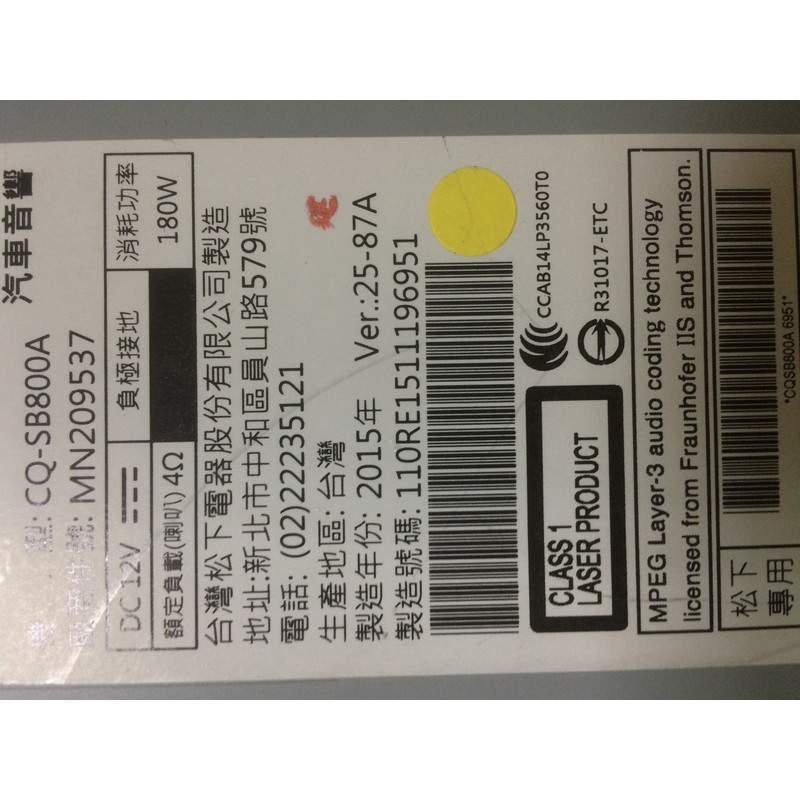 汽車音響
: CQ-SB800A
號: MN209537
DC 12V
負極接地
消耗功率
額定負載(喇叭) 4Ω
180W
台灣松下電器股份有限公司製造
地址:新北市中和區員山路579號
電話: (02)22235121
生產地區: 台灣
製造年份: 2015年 Ver.:25-87A
製造號碼: 110RE1511196951
CLASS 1
LASER PRODUCT
CCAB14LP3560T0
R31017-ETC
MPEG Layer-3 audio coding technology
licensed from Fraunhofer IIS and Thomson.
松下
專用
*CQSB800A 6951*